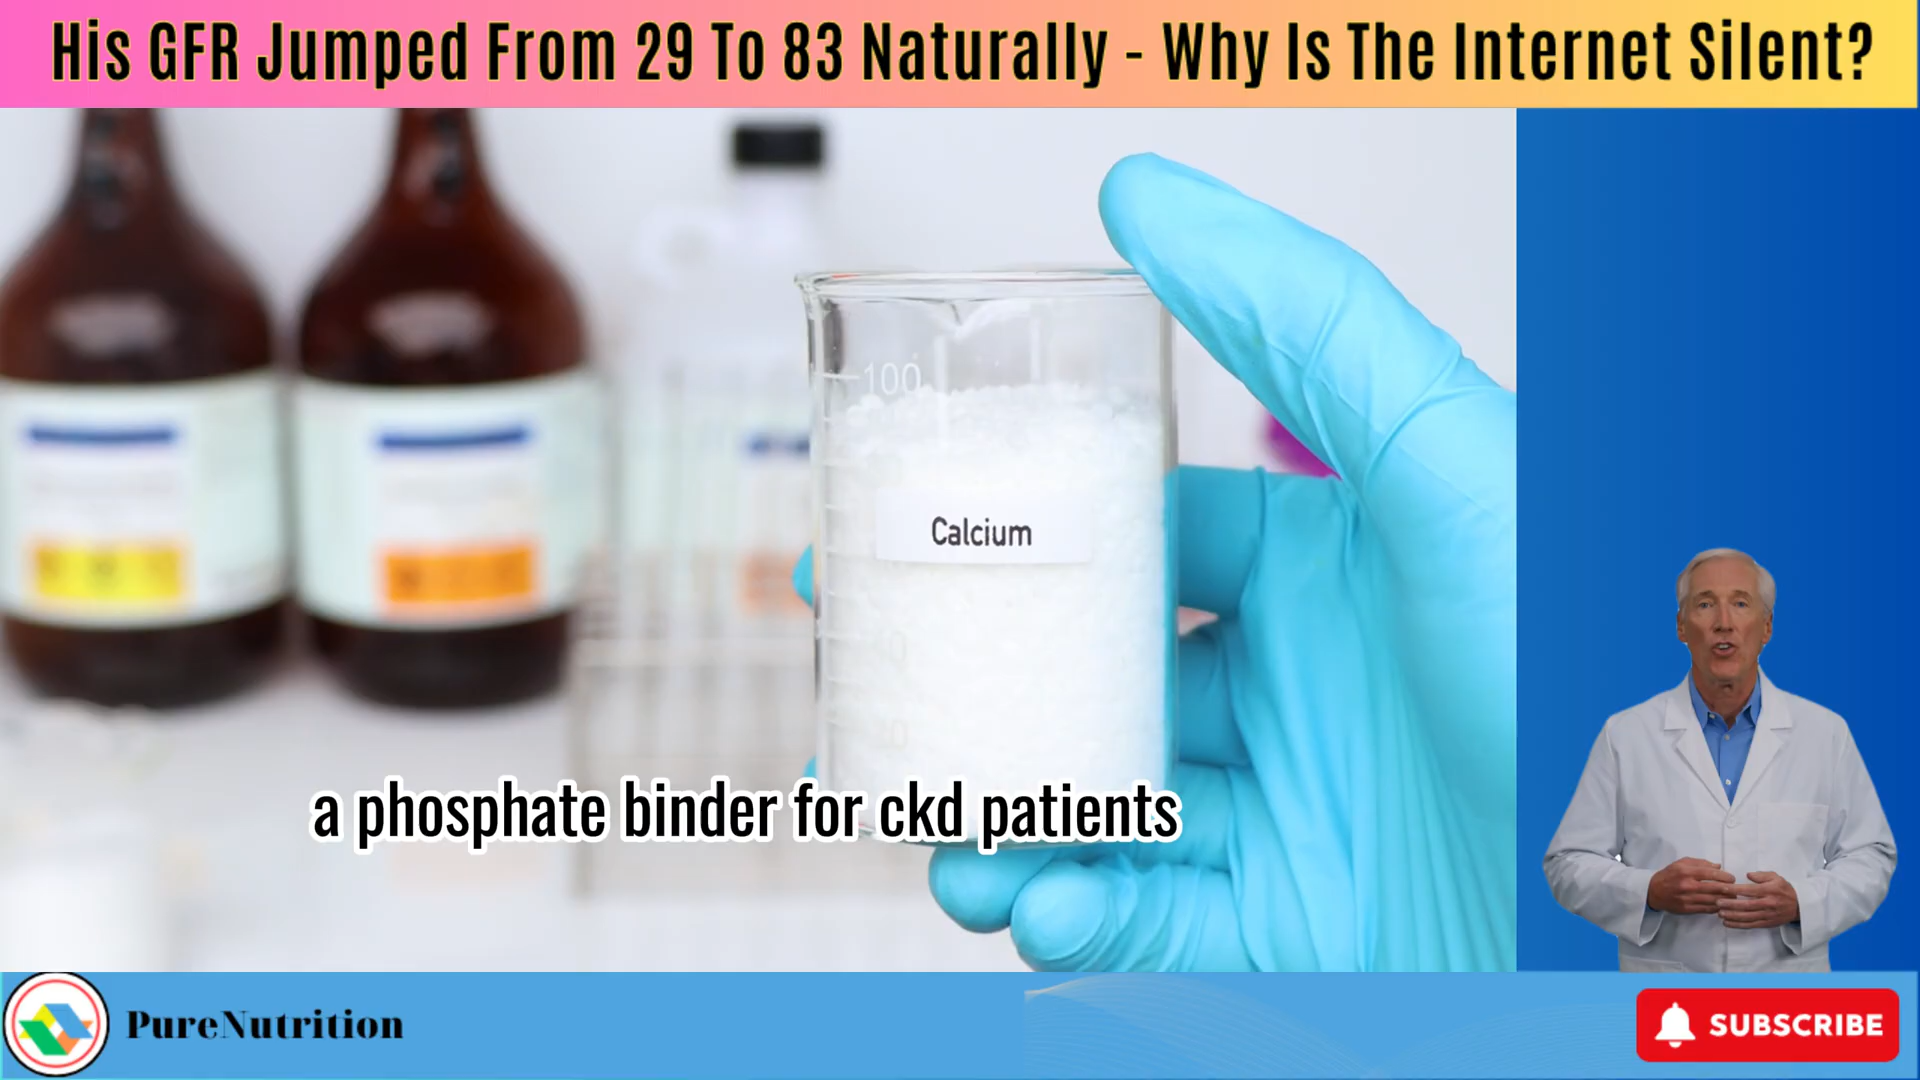 His GFR Jumped From 29 To 83 Naturally - Why Is The Internet Silent?
100
Calcium
a phosphate binder for ckd patients
PureNutrition
SUBSCRIBE